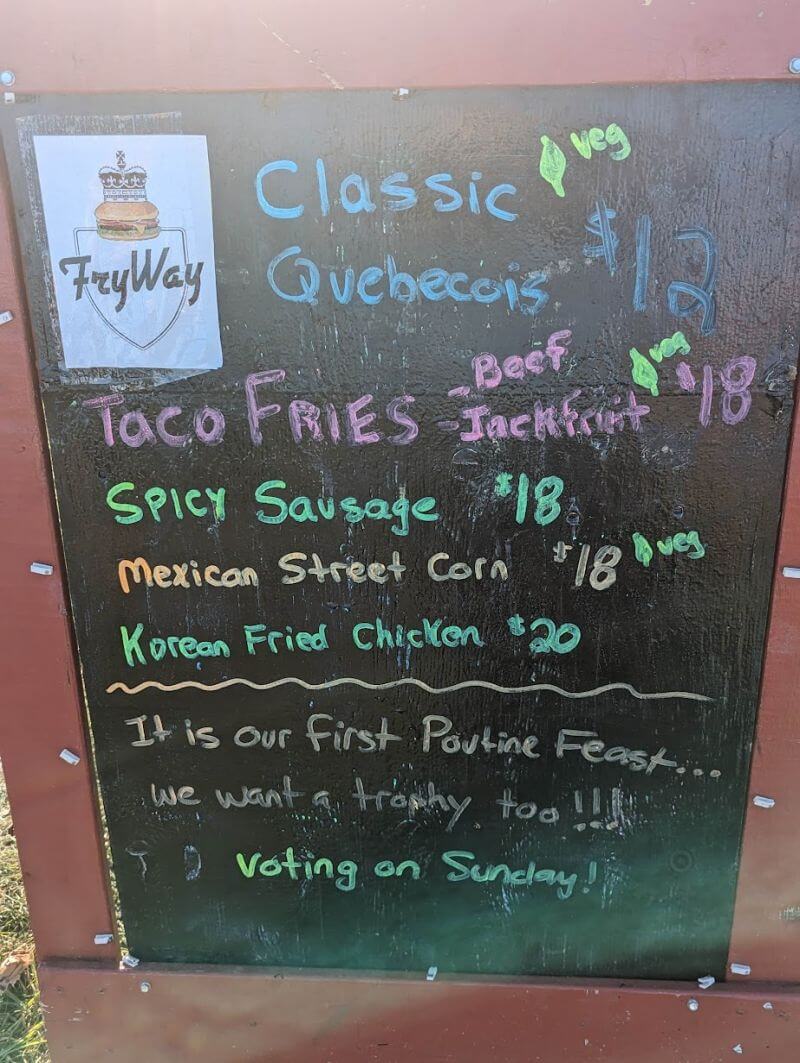 FryWay
Classic veg
Quebecois $12
Taco FRIES -Beef veg $18
-Jackfruit
SPICY Sausage $18
Mexican Street Corn $18 veg
Korean Fried Chicken $20
It is our first Poutine Feast...
we want a trophy too!!!
Voting on Sunday!